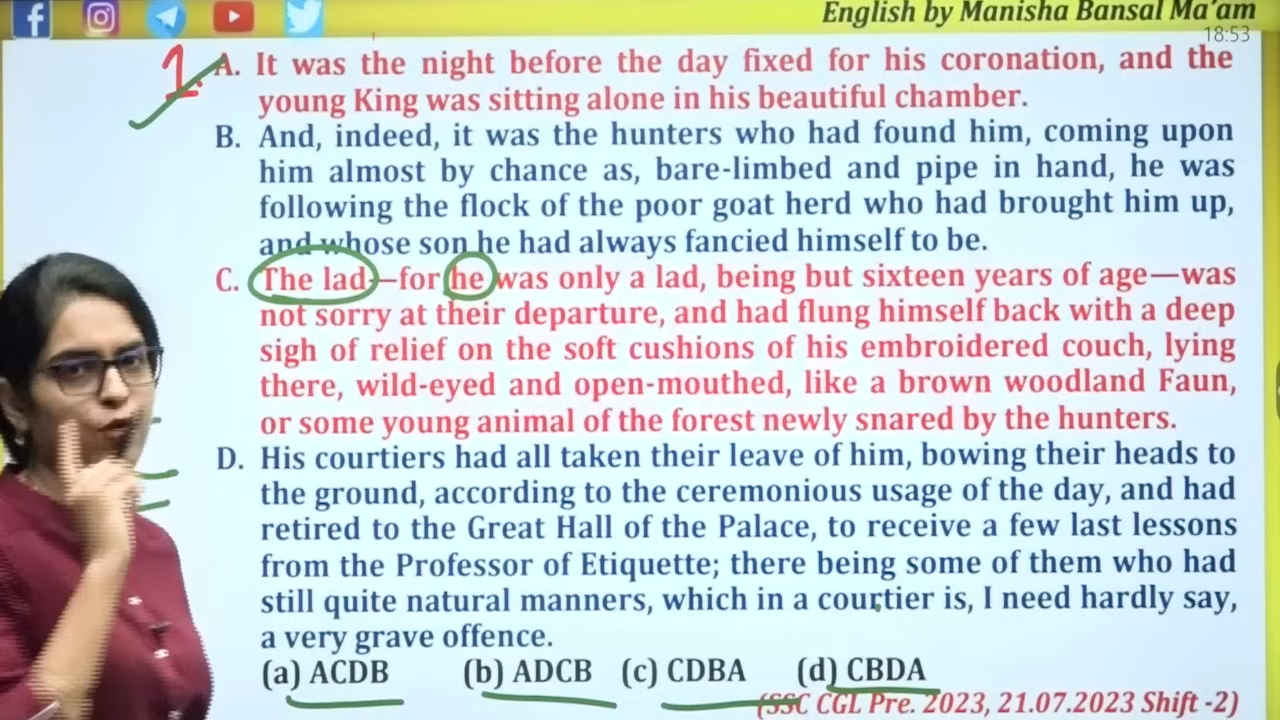 English by Manisha Bansal Ma'am
18:53
1 A. It was the night before the day fixed for his coronation, and the
young King was sitting alone in his beautiful chamber.
B. And, indeed, it was the hunters who had found him, coming upon
him almost by chance as, bare-limbed and pipe in hand, he was
following the flock of the poor goat herd who had brought him up,
and whose son he had always fancied himself to be.
C. The lad—for he was only a lad, being but sixteen years of age—was
not sorry at their departure, and had flung himself back with a deep
sigh of relief on the soft cushions of his embroidered couch, lying
there, wild-eyed and open-mouthed, like a brown woodland Faun,
or some young animal of the forest newly snared by the hunters.
D. His courtiers had all taken their leave of him, bowing their heads to
the ground, according to the ceremonious usage of the day, and had
retired to the Great Hall of the Palace, to receive a few last lessons
from the Professor of Etiquette; there being some of them who had
still quite natural manners, which in a courtier is, I need hardly say,
a very grave offence.
(a) ACDB (b) ADCB (c) CDBA (d) CBDA
(SSC CGL Pre. 2023, 21.07.2023 Shift -2)